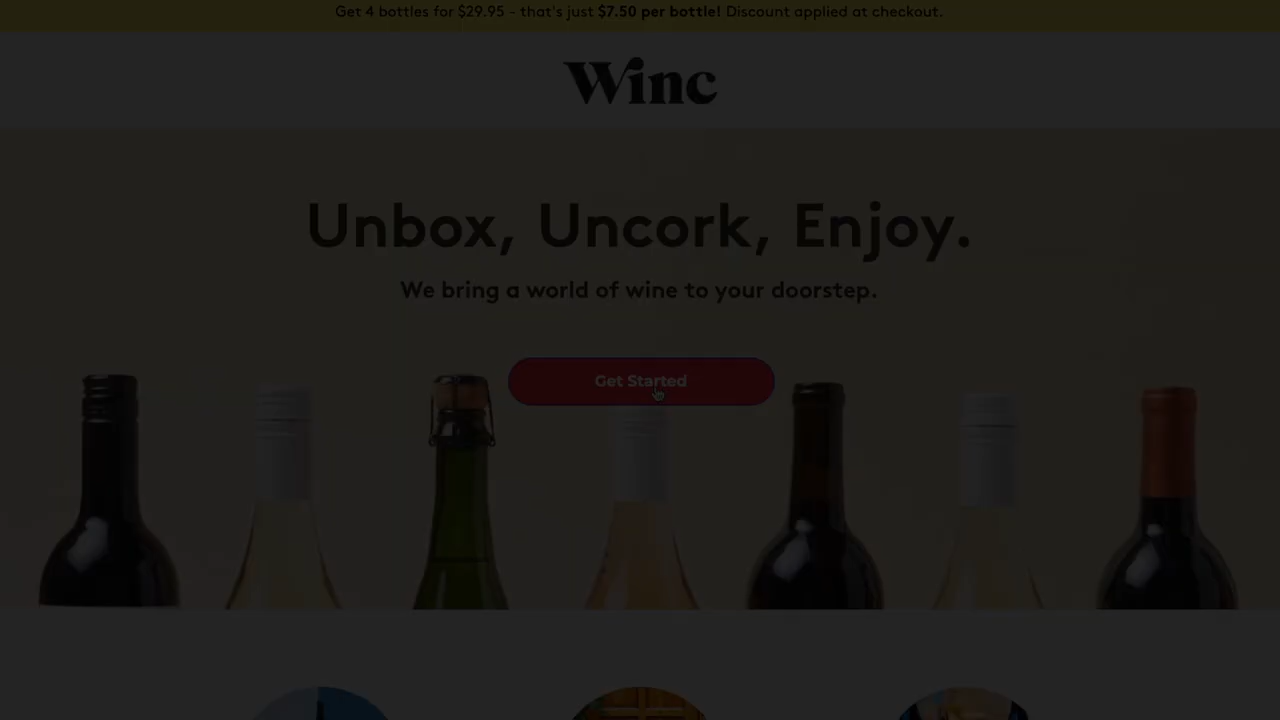 Get 4 bottles for $29.95 – that's just $7.50 per bottle! Discount applied at checkout.
Winc
Unbox, Uncork, Enjoy.
We bring a world of wine to your doorstep.
Get Started